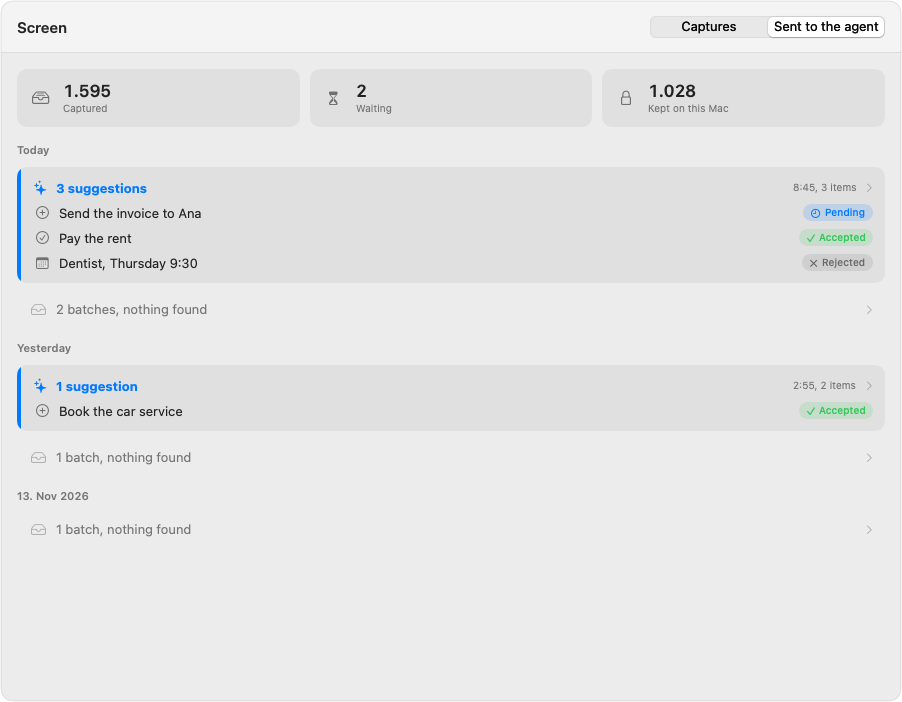 Screen
Captures
Sent to the agent
1.595
Captured
2
Waiting
1.028
Kept on this Mac
Today
3 suggestions
8:45, 3 items
Send the invoice to Ana
Pending
Pay the rent
Accepted
Dentist, Thursday 9:30
Rejected
2 batches, nothing found
Yesterday
1 suggestion
2:55, 2 items
Book the car service
Accepted
1 batch, nothing found
13. Nov 2026
1 batch, nothing found